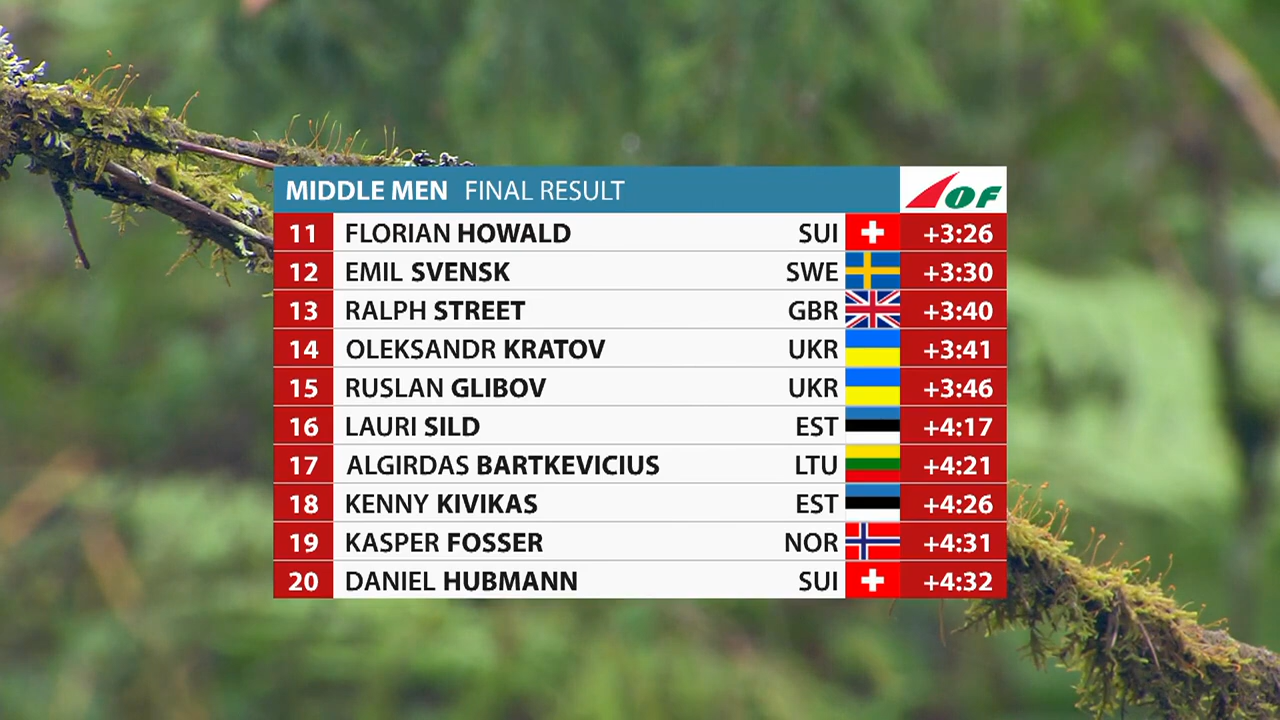 MIDDLE MEN FINAL RESULT IOF
11 FLORIAN HOWALD SUI +3:26
12 EMIL SVENSK SWE +3:30
13 RALPH STREET GBR +3:40
14 OLEKSANDR KRATOV UKR +3:41
15 RUSLAN GLIBOV UKR +3:46
16 LAURI SILD EST +4:17
17 ALGIRDAS BARTKEVICIUS LTU +4:21
18 KENNY KIVIKAS EST +4:26
19 KASPER FOSSER NOR +4:31
20 DANIEL HUBMANN SUI +4:32